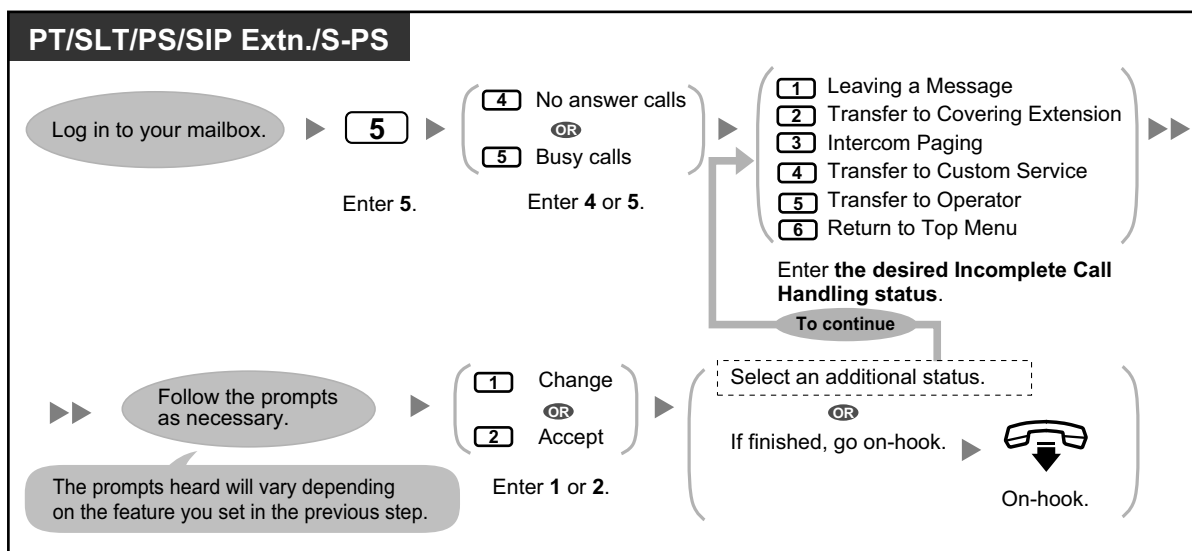 PT/SLT/PS/SIP Extn./S-PS
Log in to your mailbox.
5
Enter 5.
4 No answer calls
OR
5 Busy calls
Enter 4 or 5.
1 Leaving a Message
2 Transfer to Covering Extension
3 Intercom Paging
4 Transfer to Custom Service
5 Transfer to Operator
6 Return to Top Menu
Enter the desired Incomplete Call
Handling status.
To continue
Follow the prompts
as necessary.
The prompts heard will vary depending
on the feature you set in the previous step.
1 Change
OR
2 Accept
Enter 1 or 2.
Select an additional status.
OR
If finished, go on-hook.
On-hook.